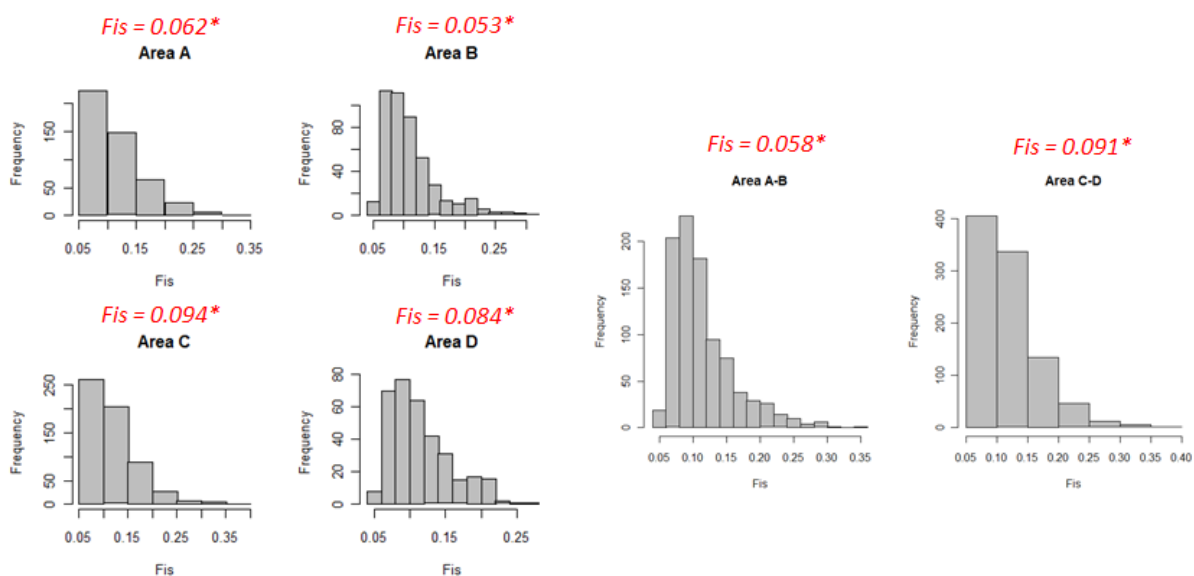 Fis = 0.062*
Area A
Frequency
150
50
0
0.05 0.15 0.25 0.35
Fis
Fis = 0.053*
Area B
Frequency
80
40
0
0.05 0.15 0.25
Fis
Fis = 0.094*
Area C
Frequency
250
150
50
0
0.05 0.15 0.25 0.35
Fis
Fis = 0.084*
Area D
Frequency
80
60
40
20
0
0.05 0.15 0.25
Fis
Fis = 0.058*
Area A-B
Frequency
200
150
100
50
0
0.05 0.10 0.15 0.20 0.25 0.30 0.35
Fis
Fis = 0.091*
Area C-D
Frequency
400
300
200
100
0
0.05 0.10 0.15 0.20 0.25 0.30 0.35 0.40
Fis